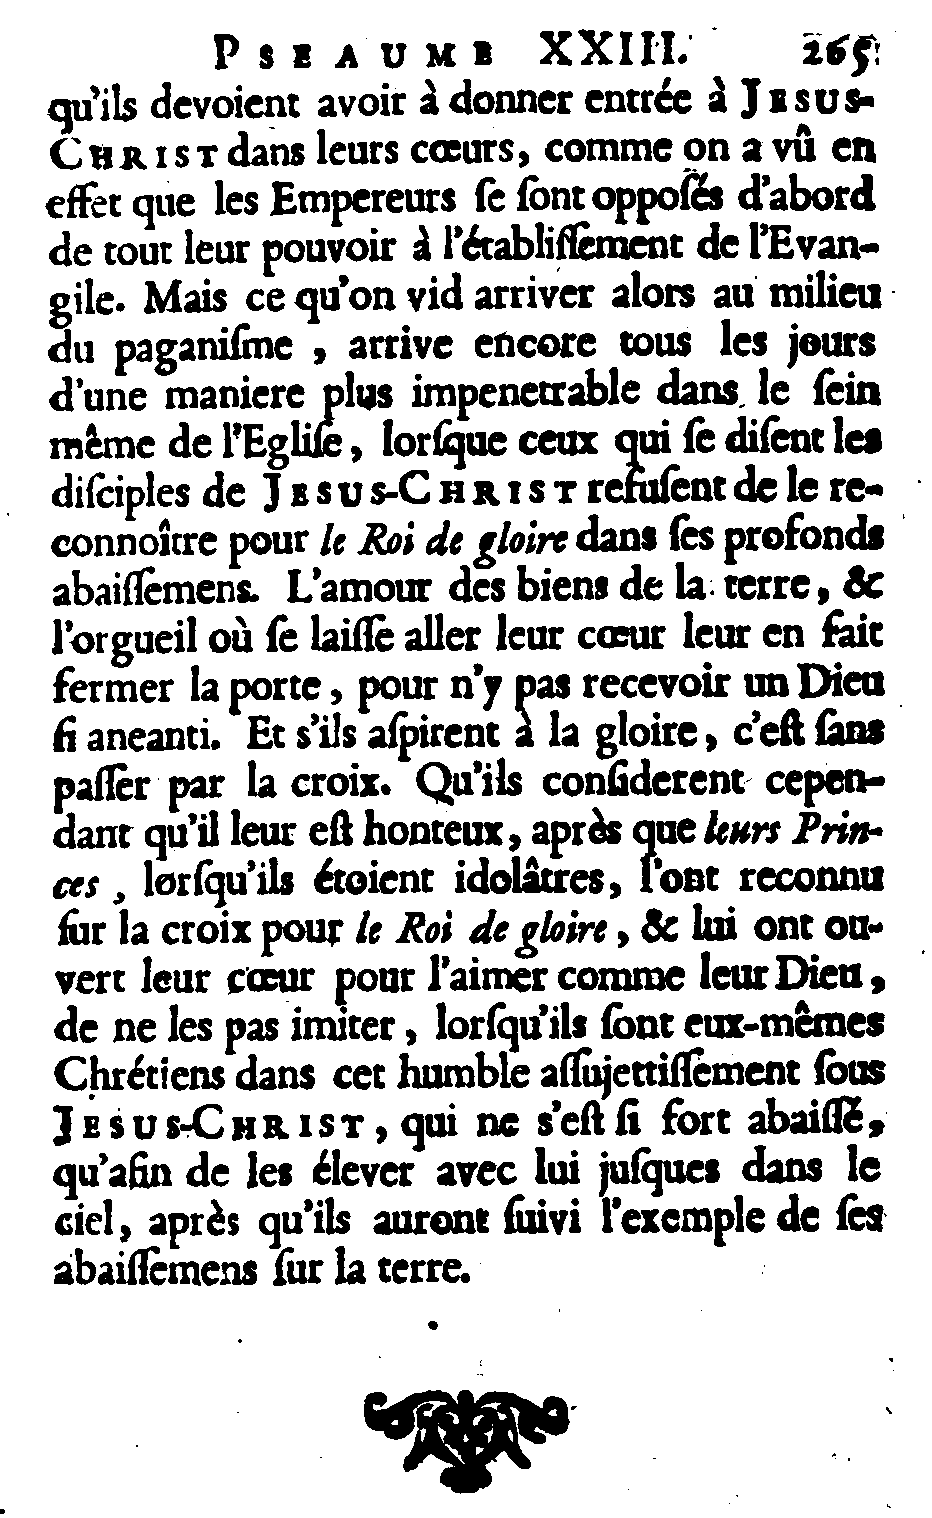 PSEAUME XXIII. 265
qu'ils devoient avoir à donner entrée à JESUS-
CHRIST dans leurs cœurs, comme on a vû en
effet que les Empereurs ſe ſont oppoſés d'abord
de tout leur pouvoir à l'établiſſement de l'Evan-
gile. Mais ce qu'on vid arriver alors au milieu
du paganiſme, arrive encore tous les jours
d'une maniere plus impenetrable dans le ſein
même de l'Egliſe, lorſque ceux qui ſe diſent les
diſciples de JESUS-CHRIST refuſent de le re-
connoître pour le Roi de gloire dans ſes profonds
abaiſſemens. L'amour des biens de la terre, &
l'orgueil où ſe laiſſe aller leur cœur leur en fait
fermer la porte, pour n'y pas recevoir un Dieu
ſi aneanti. Et s'ils aſpirent à la gloire, c'eſt ſans
paſſer par la croix. Qu'ils conſiderent cepen-
dant qu'il leur eſt honteux, après que leurs Prin-
ces, lorſqu'ils étoient idolâtres, l'ont reconnu
ſur la croix pour le Roi de gloire, & lui ont ou-
vert leur cœur pour l'aimer comme leur Dieu,
de ne les pas imiter, lorſqu'ils ſont eux-mêmes
Chrétiens dans cet humble aſſujettiſſement ſous
JESUS-CHRIST, qui ne s'eſt ſi fort abaiſſé,
qu'afin de les élever avec lui juſques dans le
ciel, après qu'ils auront ſuivi l'exemple de ſes
abaiſſemens ſur la terre.